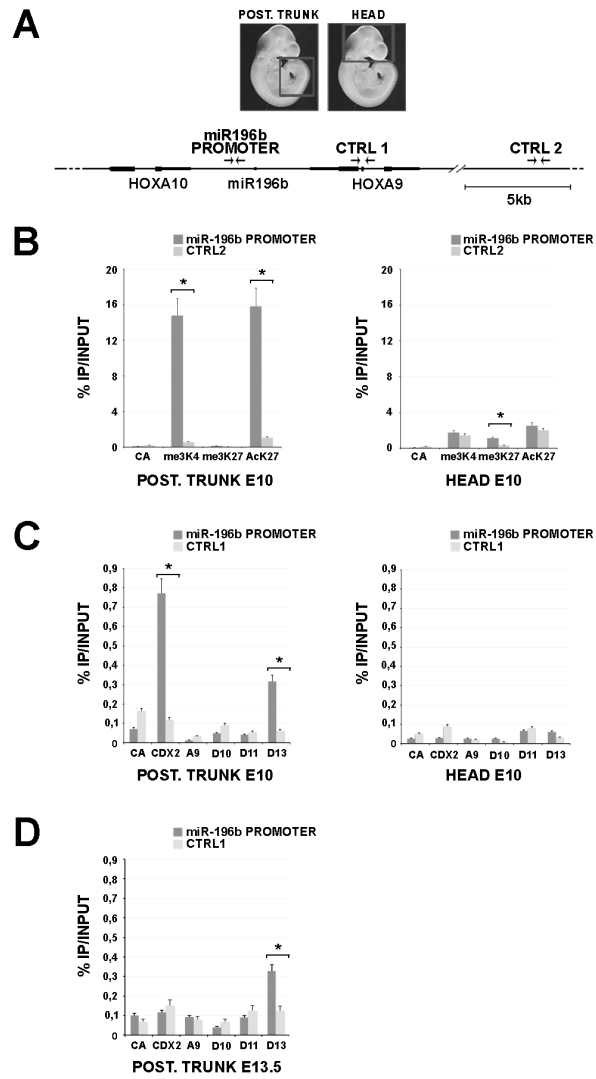 A
POST. TRUNK HEAD
miR196b
PROMOTER CTRL 1 CTRL 2
HOXA10 miR196b HOXA9
5kb
B
miR-196b PROMOTER
CTRL2
% IP/INPUT
20
16
12
8
4
0
*
*
CA me3K4 me3K27 AcK27
POST. TRUNK E10
miR-196b PROMOTER
CTRL2
% IP/INPUT
20
16
12
8
4
0
*
CA me3K4 me3K27 AcK27
HEAD E10
C
miR-196b PROMOTER
CTRL1
% IP/INPUT
0,9
0,8
0,7
0,6
0,5
0,4
0,3
0,2
0,1
0
*
*
CA CDX2 A9 D10 D11 D13
POST. TRUNK E10
miR-196b PROMOTER
CTRL1
% IP/INPUT
0,9
0,8
0,7
0,6
0,5
0,4
0,3
0,2
0,1
0
CA CDX2 A9 D10 D11 D13
HEAD E10
D
miR-196b PROMOTER
CTRL1
% IP/INPUT
0,9
0,8
0,7
0,6
0,5
0,4
0,3
0,2
0,1
0
*
CA CDX2 A9 D10 D11 D13
POST. TRUNK E13.5